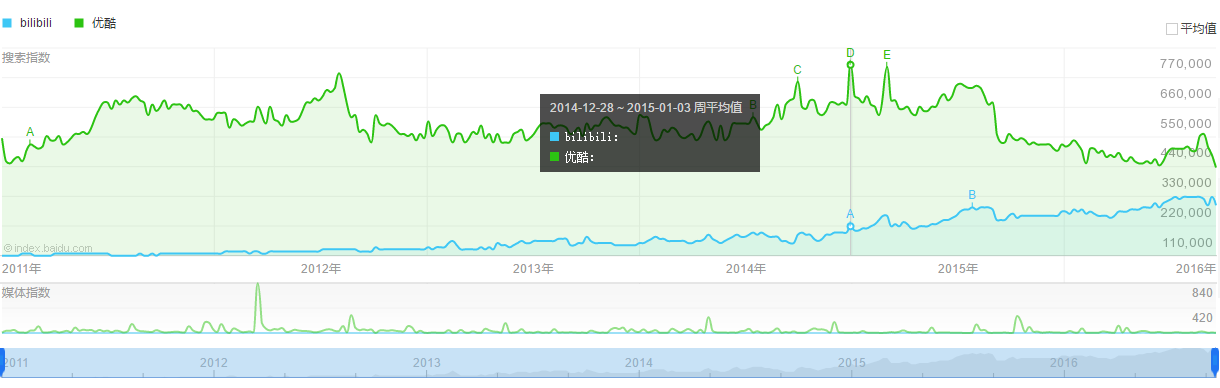 bilibili 优酷
平均值
搜索指数
770,000
660,000
550,000
440,000
330,000
220,000
110,000
A
C
D
E
B
2014-12-28 ~ 2015-01-03 周平均值
bilibili:
优酷:
A
B
© index.baidu.com
2011年 2012年 2013年 2014年 2015年 2016年
媒体指数
840
420
2011 2012 2013 2014 2015 2016